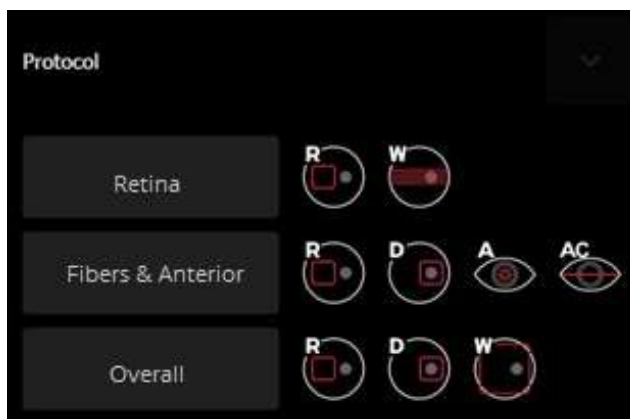 Protocol
Retina R W
Fibers & Anterior R D A AC
Overall R D W